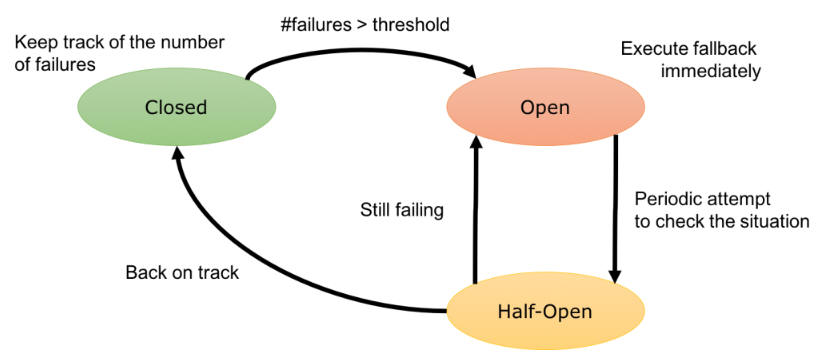 #failures > threshold
Keep track of the number
of failures
Execute fallback
immediately
Closed
Open
Periodic attempt
to check the situation
Still failing
Back on track
Half-Open